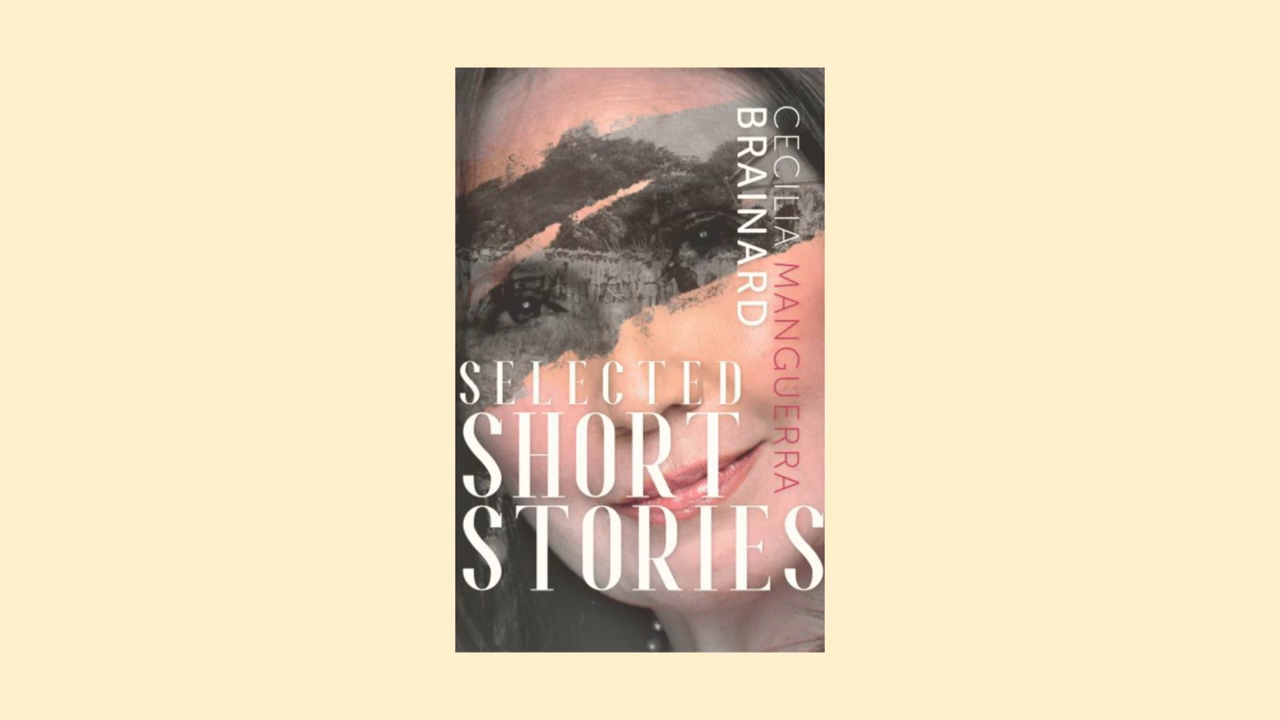 CECILIA MANGUERRA
BRAINARD
SELECTED
SHORT
STORIES